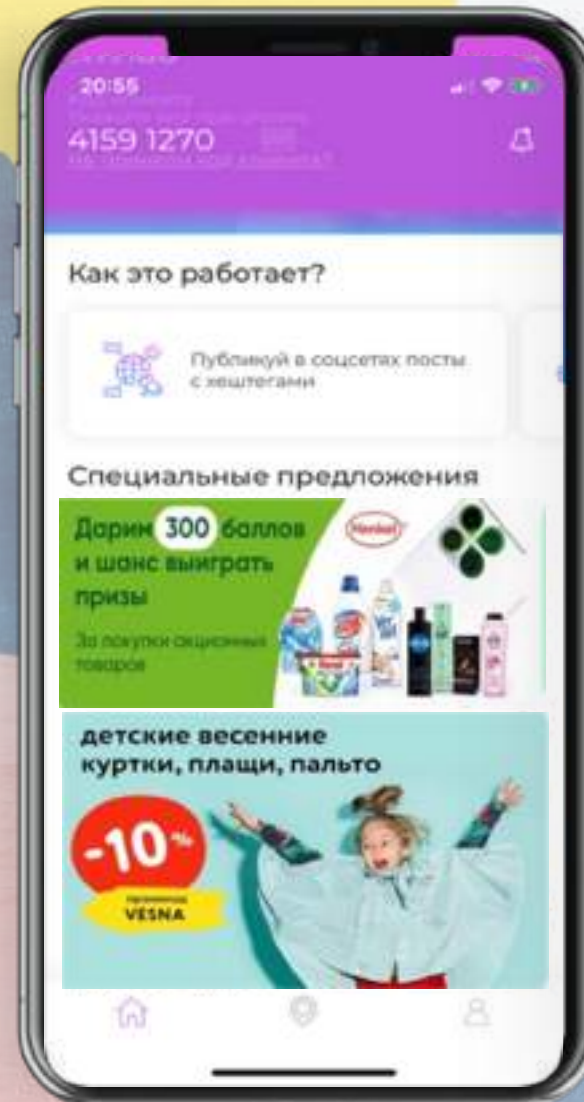 20:55
4159 1270
Как это работает?
Публикуй в соцсетях посты
с хештегами
Специальные предложения
Дарим 300 баллов
и шанс выиграть
призы
За покупки акционных
товаров
Henkel
детские весенние
куртки, плащи, пальто
-10%
промокод
VESNA